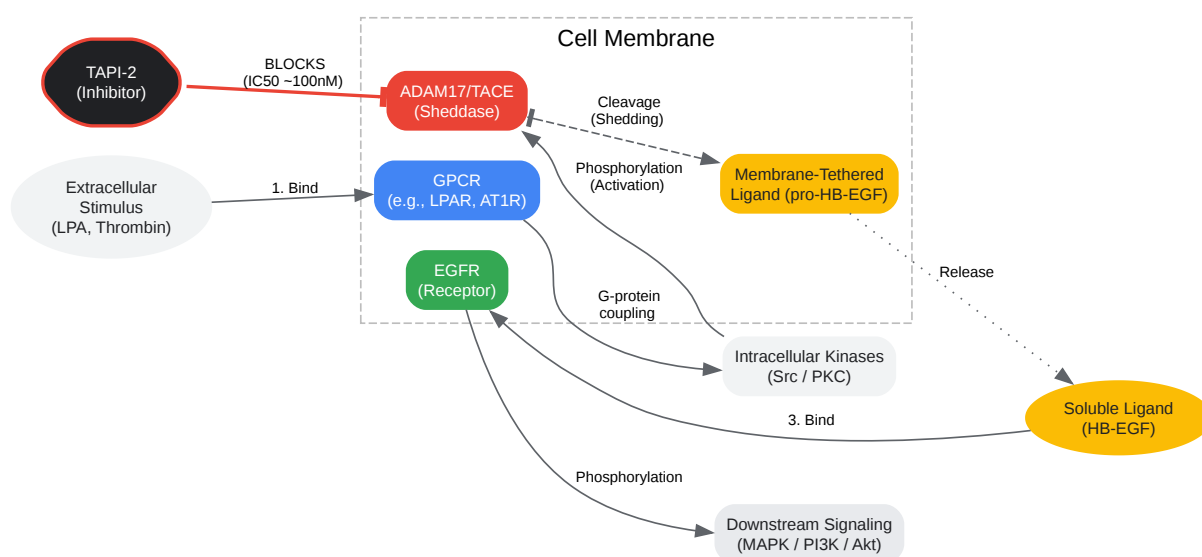 Cell Membrane
TAPI-2
(Inhibitor)
BLOCKS
(IC50 ~100nM)
ADAM17/TACE
(Sheddase)
Cleavage
(Shedding)
Extracellular
Stimulus
(LPA, Thrombin)
1. Bind
GPCR
(e.g., LPAR, AT1R)
Phosphorylation
(Activation)
Membrane-Tethered
Ligand (pro-HB-EGF)
EGFR
(Receptor)
G-protein
coupling
Release
Intracellular Kinases
(Src / PKC)
3. Bind
Soluble Ligand
(HB-EGF)
Phosphorylation
Downstream Signaling
(MAPK / PI3K / Akt)